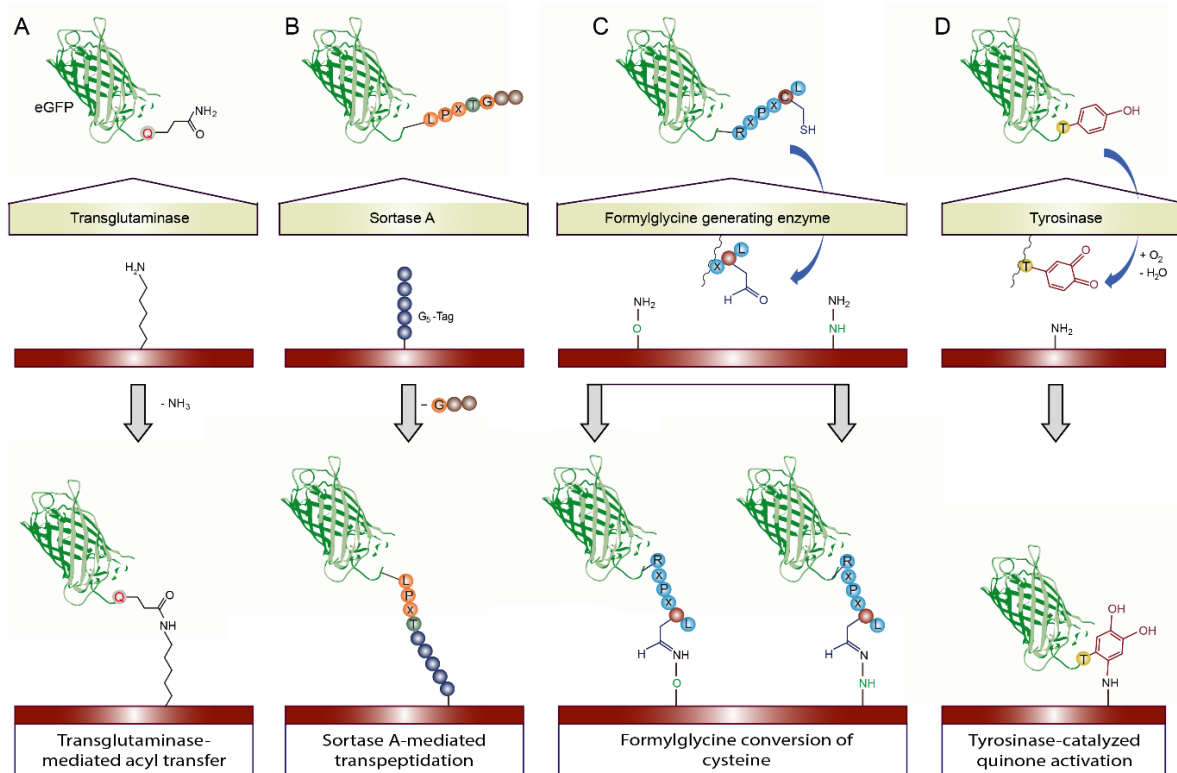 A
B
C
D
eGFP
Q
NH₂
O
L P x T G
R x P x C L
SH
T
OH
Transglutaminase
Sortase A
Formylglycine generating enzyme
Tyrosinase
H₂N
G₅-Tag
x L
H O
NH₂
O
NH₂
NH
T
O
O
+ O₂
- H₂O
NH₂
- NH₃
– G
Q
O
NH
L
P
x
T
R
x
P
x
L
H
NH
O
R
x
P
x
L
H
N
NH
OH
OH
T
NH
Transglutaminase-
mediated acyl transfer
Sortase A-mediated
transpeptidation
Formylglycine conversion of
cysteine
Tyrosinase-catalyzed
quinone activation